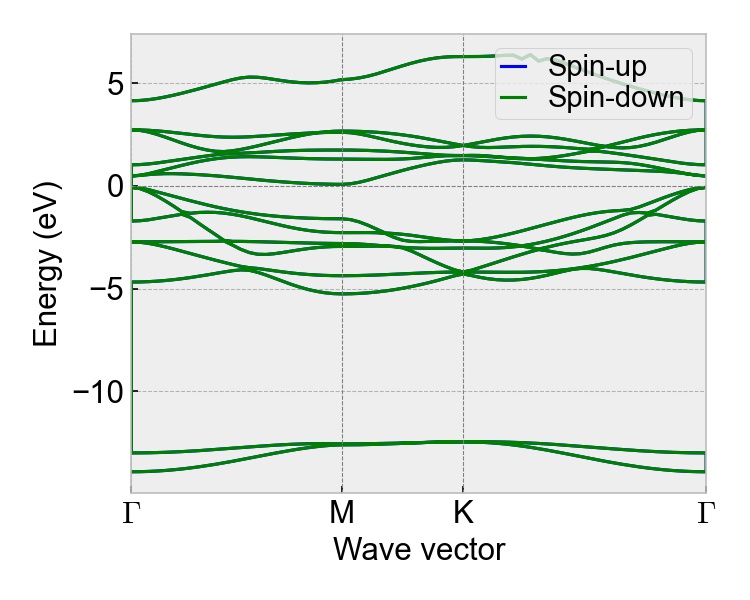 Spin-up
Spin-down
5
0
−5
−10
Energy (eV)
Γ M K Γ
Wave vector